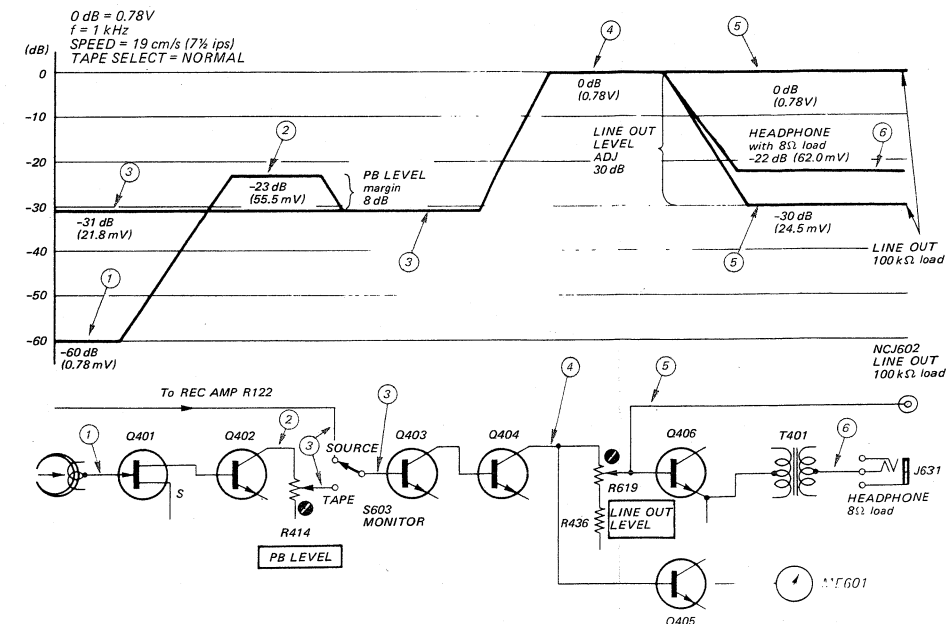 0 dB = 0.78V
f = 1 kHz
SPEED = 19 cm/s (7½ ips)
TAPE SELECT = NORMAL
(dB)
0
-10
-20
-30
-40
-50
-60
4
5
0 dB
(0.78V)
0 dB
(0.78V)
2
3
-23 dB
(55.5 mV)
PB LEVEL
margin
8 dB
LINE OUT
LEVEL
ADJ
30 dB
HEADPHONE
with 8Ω load
-22 dB (62.0 mV)
6
-31 dB
(21.8 mV)
-30 dB
(24.5 mV)
3
5
LINE OUT
100 kΩ load
1
-60 dB
(0.78 mV)
NCJ602
LINE OUT
100 kΩ load
To REC AMP R122
1
Q401
S
Q402
2
3
SOURCE
TAPE
3
S603
MONITOR
R414
PB LEVEL
Q403
Q404
4
5
R619
LINE OUT
LEVEL
R436
Q406
T401
6
J631
HEADPHONE
8Ω load
Q405